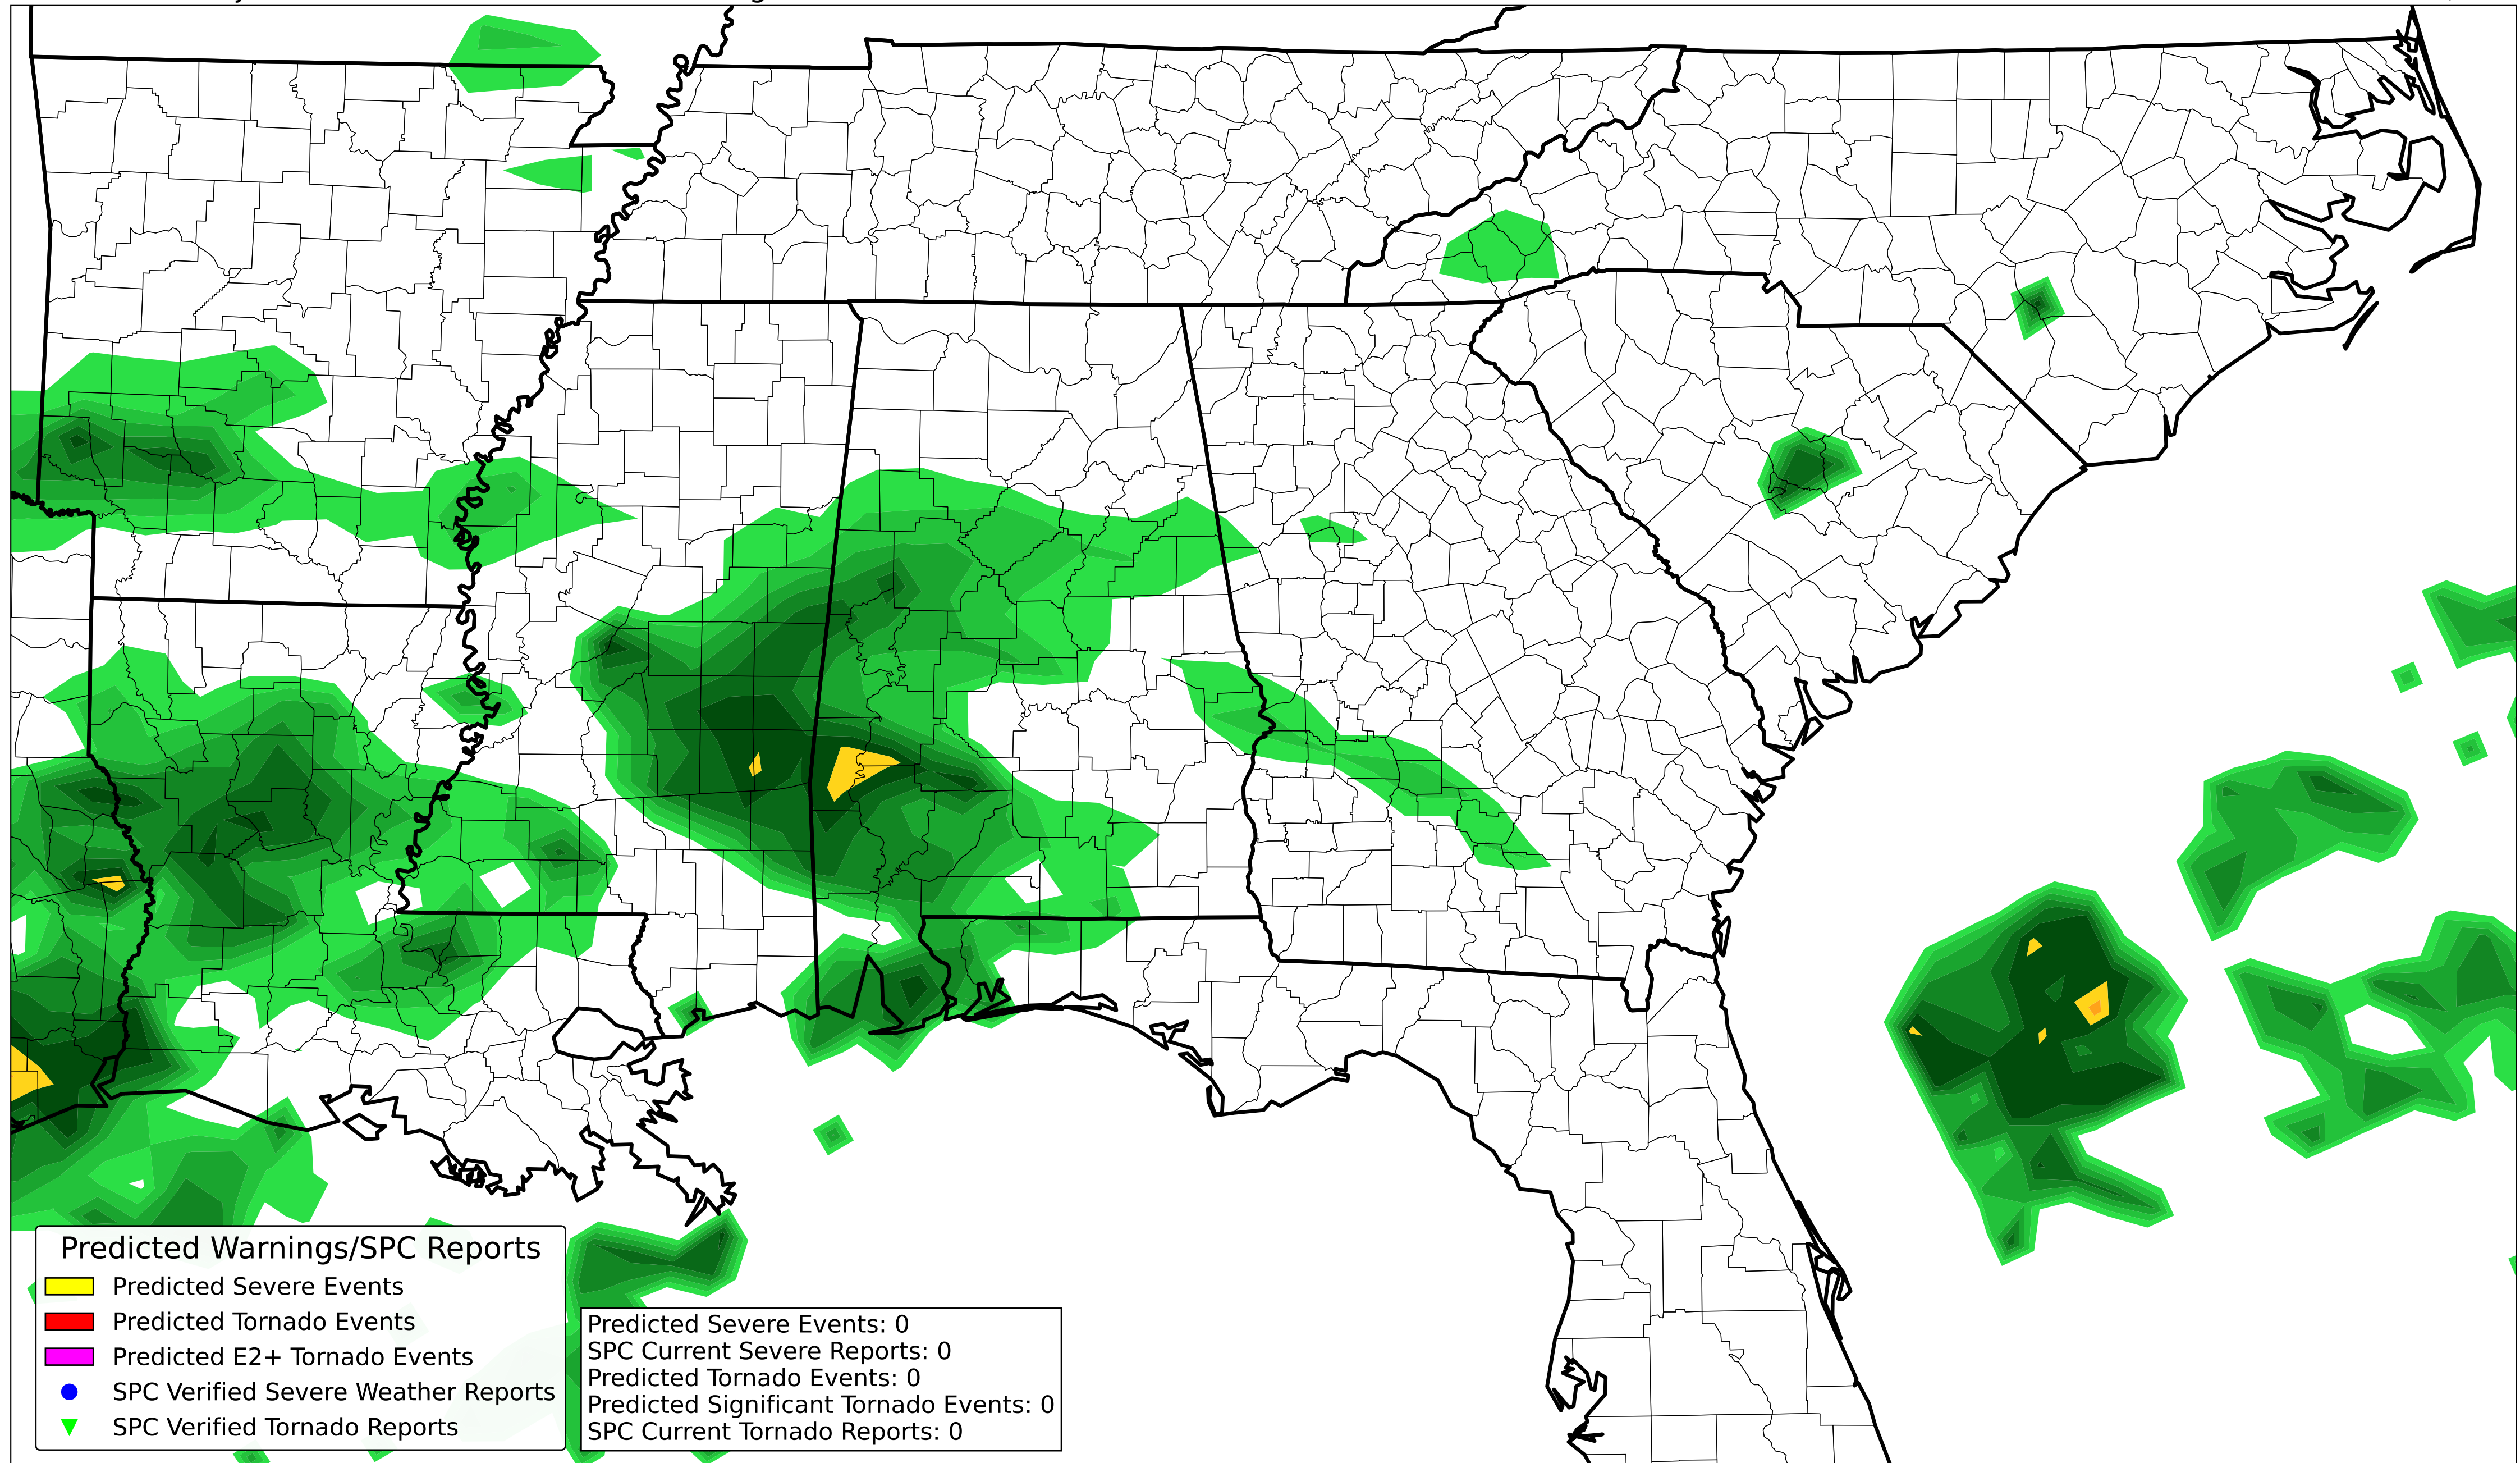 Predicted Warnings/SPC Reports
Predicted Severe Events
Predicted Tornado Events
Predicted E2+ Tornado Events
SPC Verified Severe Weather Reports
SPC Verified Tornado Reports
Predicted Severe Events: 0
SPC Current Severe Reports: 0
Predicted Tornado Events: 0
Predicted Significant Tornado Events: 0
SPC Current Tornado Reports: 0